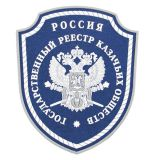 РОССИЯ
ГОСУДАРСТВЕННЫЙ РЕЕСТР КАЗАЧЬИХ ОБЩЕСТВ